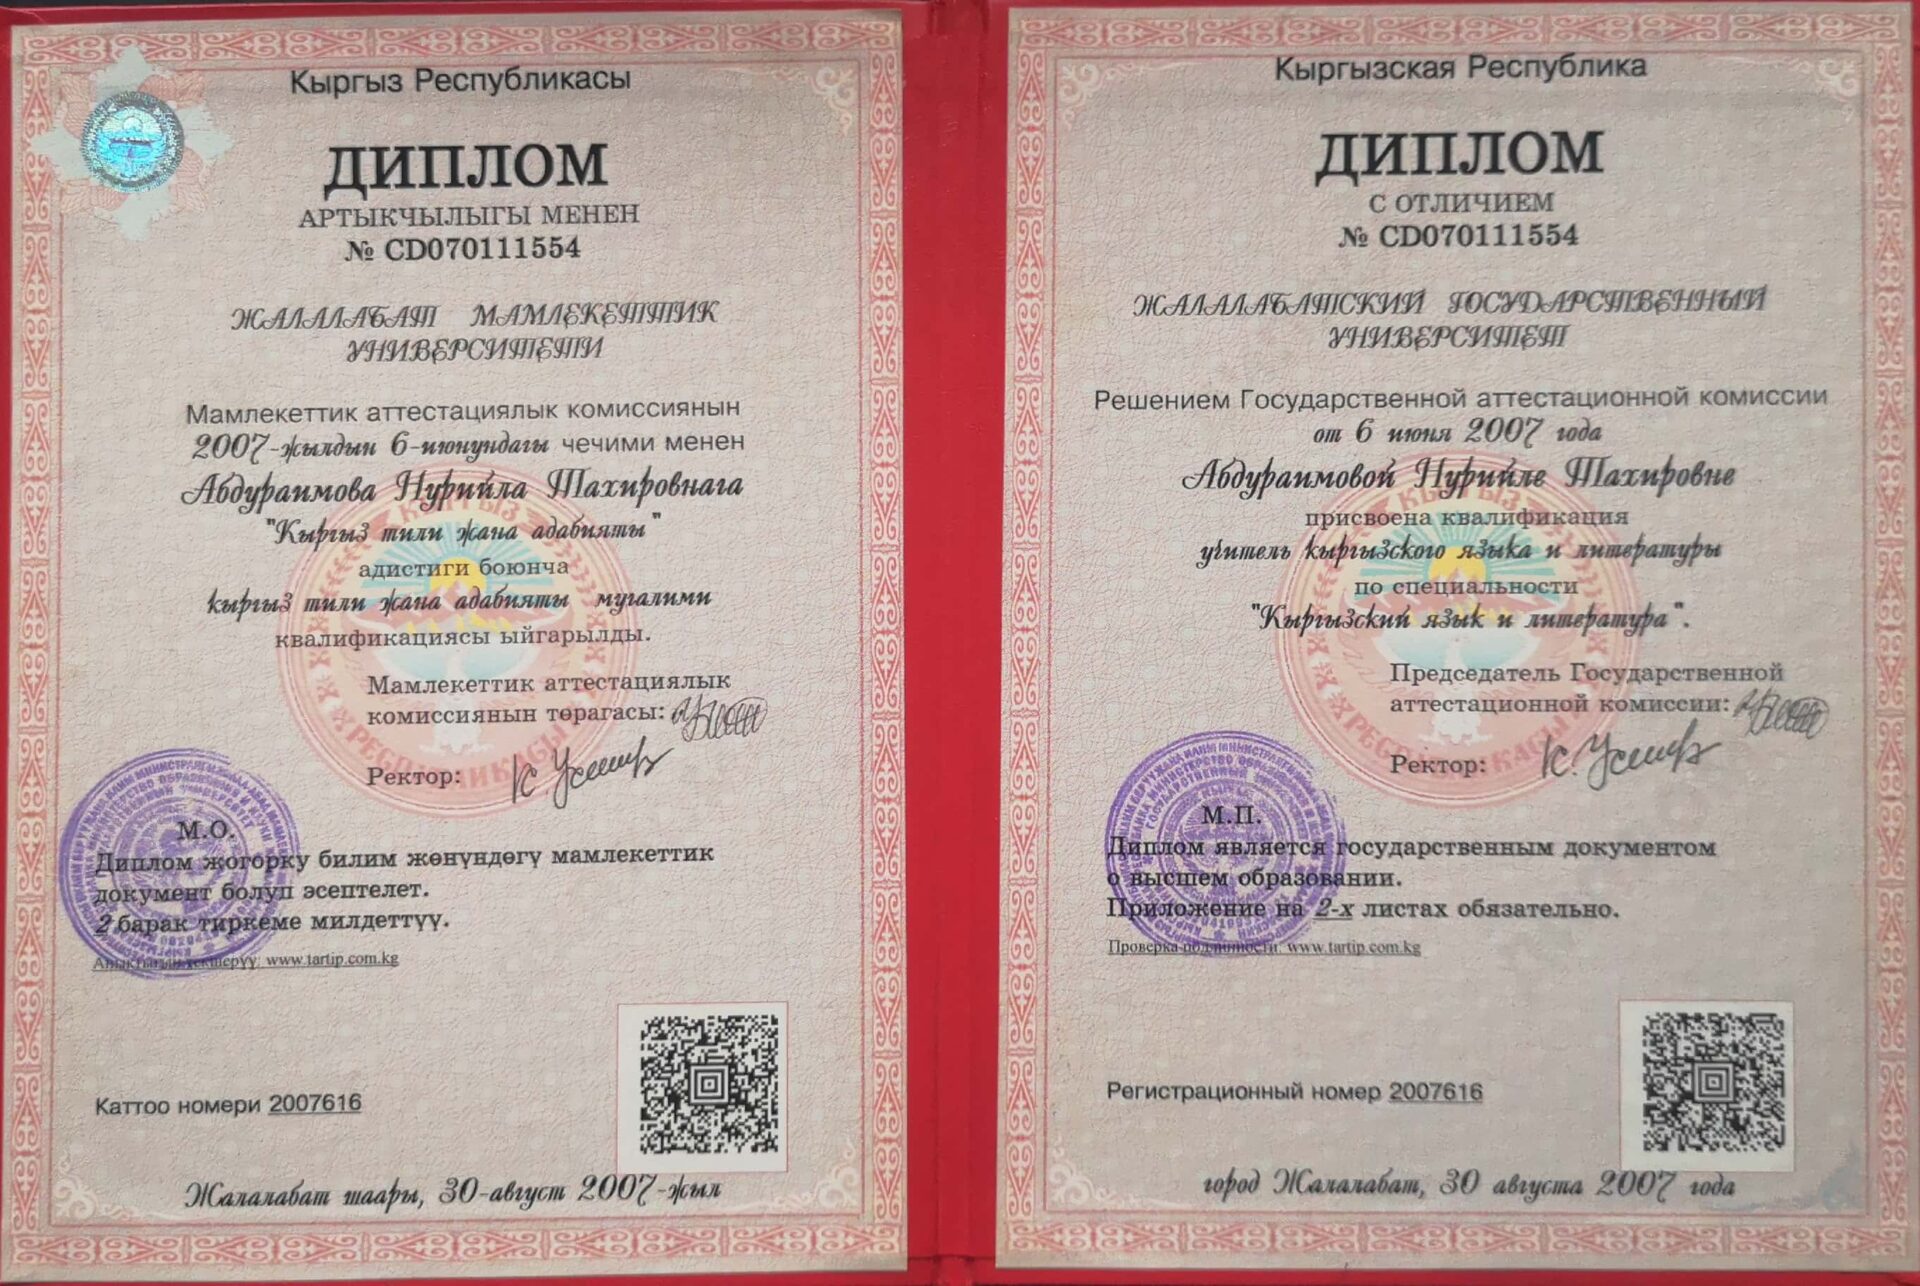 Кыргыз Республикасы
ДИПЛОМ
АРТЫКЧЫЛЫГЫ МЕНЕН
№ CD070111554
ЖАЛАЛАБАТ МАМЛЕКЕТТИК
УНИВЕРСИТЕТИ
Мамлекеттик аттестациялык комиссиянын
2007-жылдын 6-июнундагы чечими менен
Абдураимова Нурийла Тахировнага
"Кыргыз тили жана адабияты"
адистиги боюнча
кыргыз тили жана адабияты мугалими
квалификациясы ыйгарылды.
Мамлекеттик аттестациялык
комиссиянын төрагасы:
Ректор:
М.О.
Диплом жогорку билим жөнүндөгү мамлекеттик
документ болуп эсептелет.
2 барак тиркеме милдеттүү.
Аныктыгын текшерүү: www.tartip.com.kg
Каттоо номери 2007616
Жалалабат шаары, 30-август 2007-жыл
Кыргызская Республика
ДИПЛОМ
С ОТЛИЧИЕМ
№ CD070111554
ЖАЛАЛАБАТСКИЙ ГОСУДАРСТВЕННЫЙ
УНИВЕРСИТЕТ
Решением Государственной аттестационной комиссии
от 6 июня 2007 года
Абдураимовой Нурийле Тахировне
присвоена квалификация
учитель кыргызского языка и литературы
по специальности
"Кыргызский язык и литература".
Председатель Государственной
аттестационной комиссии:
Ректор:
М.П.
Диплом является государственным документом
о высшем образовании.
Приложение на 2-х листах обязательно.
Проверка подлинности: www.tartip.com.kg
Регистрационный номер 2007616
город Жалалабат, 30 августа 2007 года